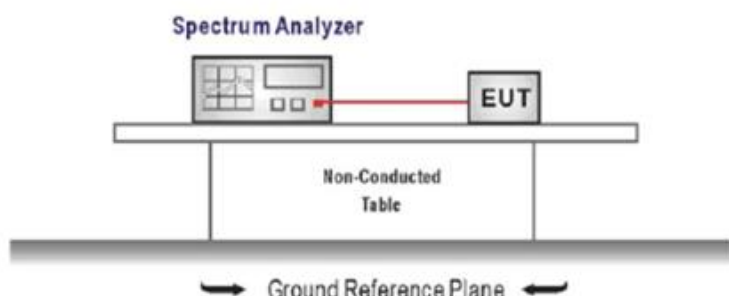 Spectrum Analyzer
EUT
Non-Conducted
Table
Ground Reference Plane